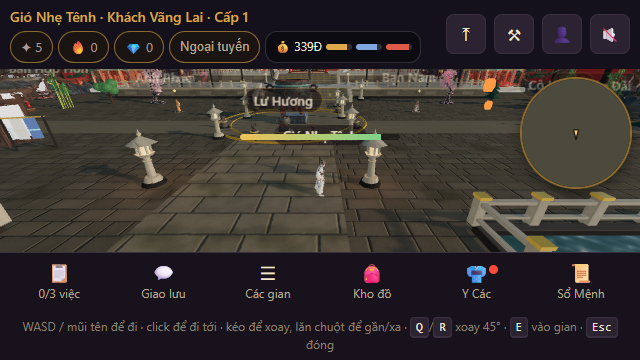 Gió Nhẹ Tênh · Khách Vãng Lai · Cấp 1
5 0 0 Ngoại tuyến 339Đ
Lư Hương
0/3 việc Giao lưu Các gian Kho đồ Y Các Sổ Mệnh
WASD / mũi tên để đi · click để đi tới · kéo để xoay, lăn chuột để gần/xa · Q/R xoay 45° · E vào gian · Esc
đóng